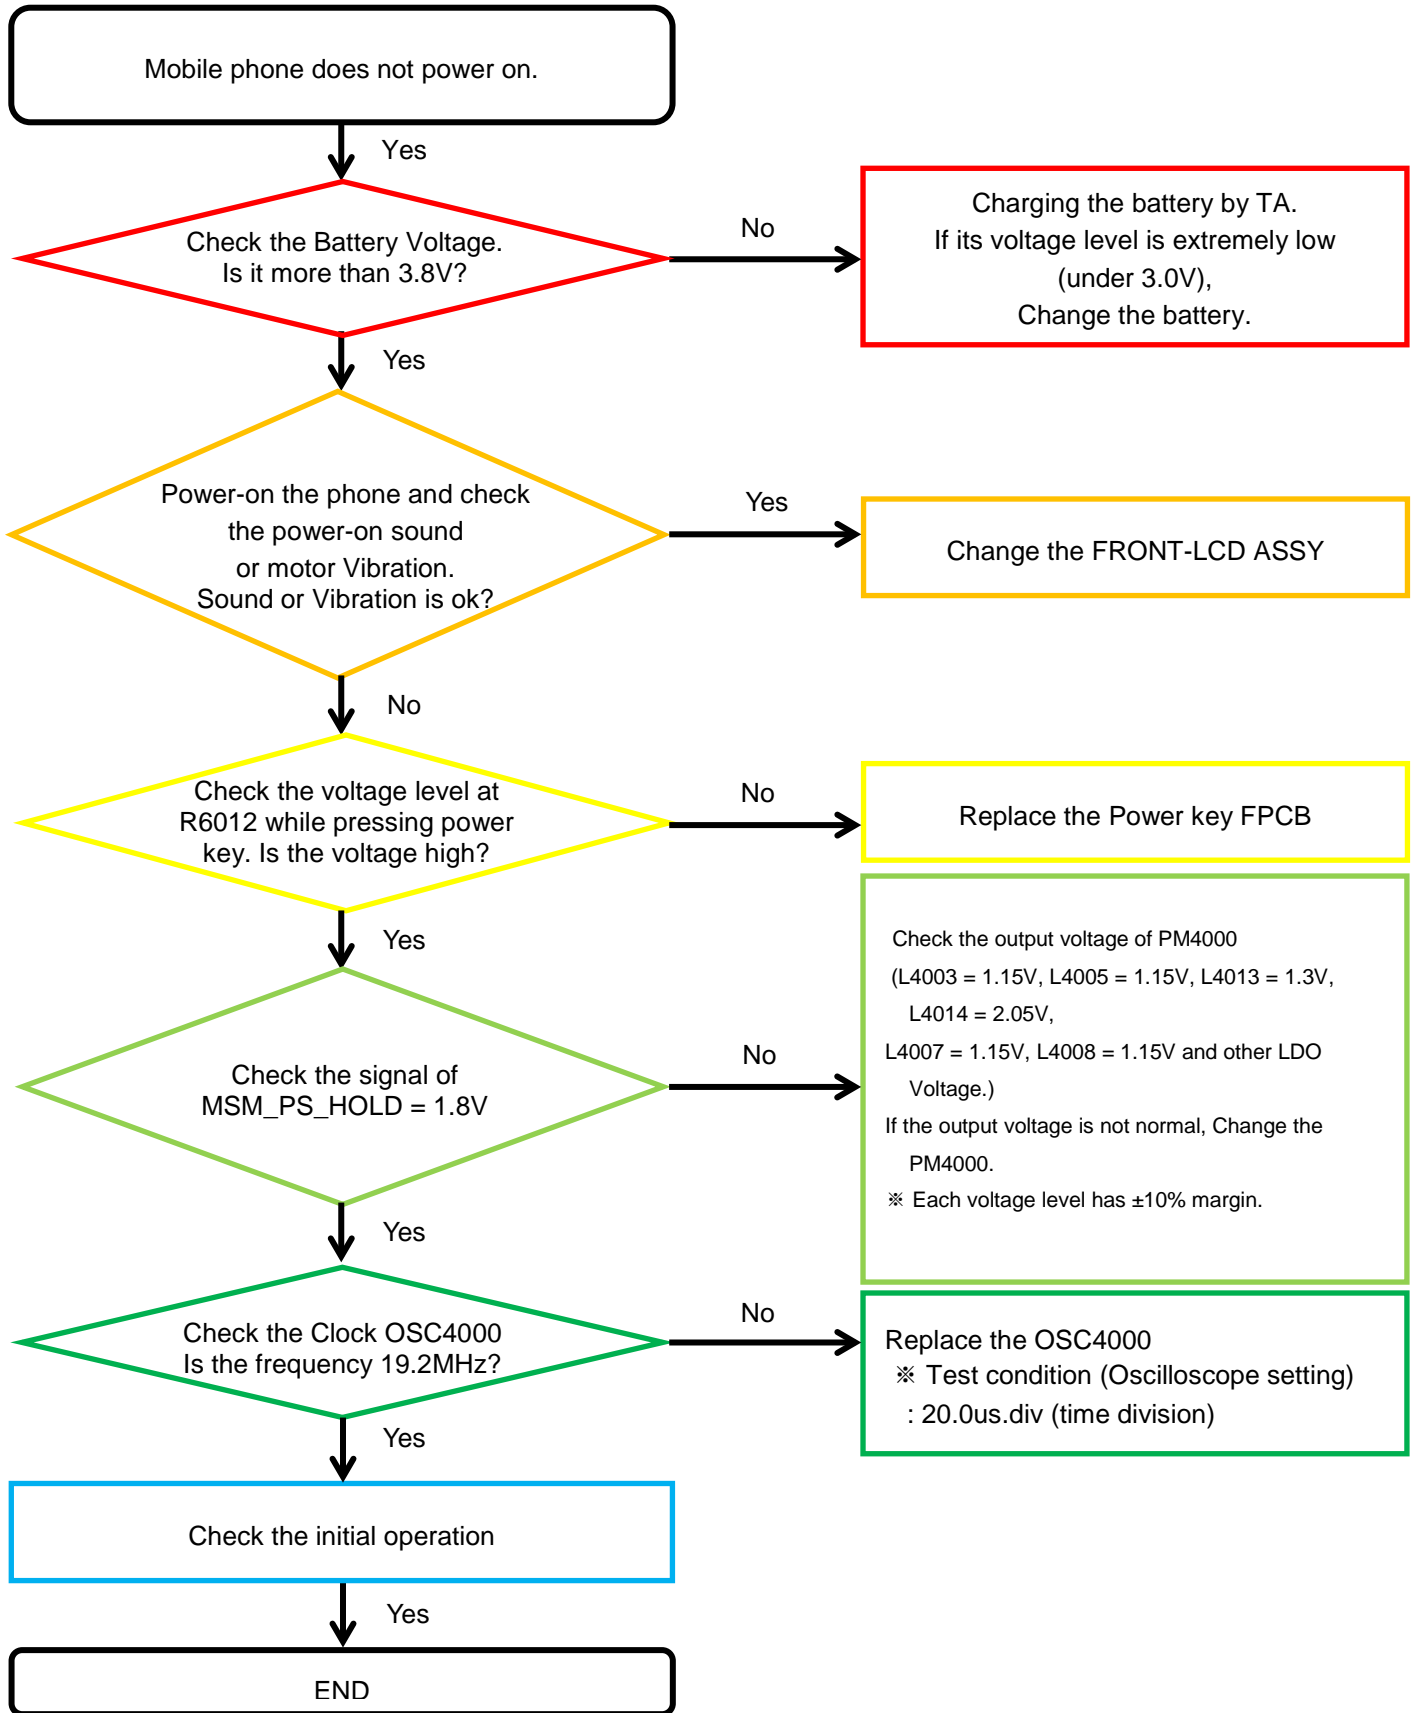 Mobile phone does not power on.
Yes
Check the Battery Voltage.
Is it more than 3.8V?
No
Charging the battery by TA.
If its voltage level is extremely low
(under 3.0V),
Change the battery.
Yes
Power-on the phone and check
the power-on sound
or motor Vibration.
Sound or Vibration is ok?
Yes
Change the FRONT-LCD ASSY
No
Check the voltage level at
R6012 while pressing power
key. Is the voltage high?
No
Replace the Power key FPCB
Yes
Check the signal of
MSM_PS_HOLD = 1.8V
No
Check the output voltage of PM4000
(L4003 = 1.15V, L4005 = 1.15V, L4013 = 1.3V,
L4014 = 2.05V,
L4007 = 1.15V, L4008 = 1.15V and other LDO
Voltage.)
If the output voltage is not normal, Change the
PM4000.
※ Each voltage level has ±10% margin.
Yes
Check the Clock OSC4000
Is the frequency 19.2MHz?
No
Replace the OSC4000
※ Test condition (Oscilloscope setting)
: 20.0us.div (time division)
Yes
Check the initial operation
Yes
END